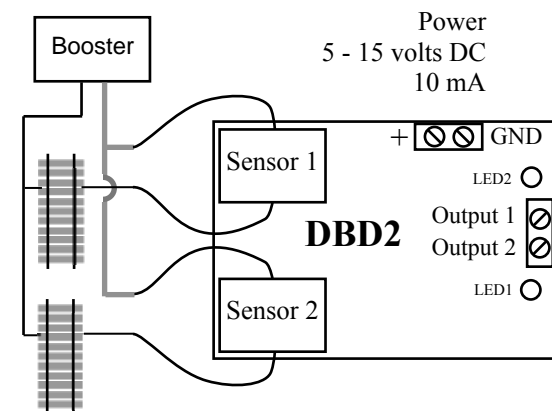 Booster
Power
5 - 15 volts DC
10 mA
+ GND
Sensor 1
LED2
Output 1
DBD2
Output 2
LED1
Sensor 2